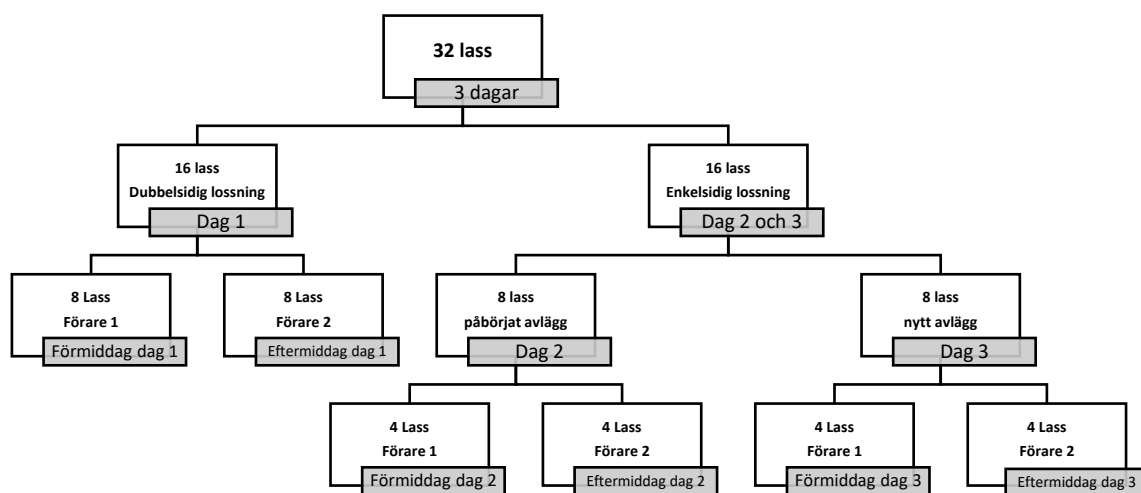 32 lass
3 dagar
16 lass
Dubbelsidig lossning
Dag 1
16 lass
Enkelsidig lossning
Dag 2 och 3
8 Lass
Förare 1
Förmiddag dag 1
8 Lass
Förare 2
Eftermiddag dag 1
8 lass
påbörjat avlägg
Dag 2
8 lass
nytt avlägg
Dag 3
4 Lass
Förare 1
Förmiddag dag 2
4 Lass
Förare 2
Eftermiddag dag 2
4 Lass
Förare 1
Förmiddag dag 3
4 Lass
Förare 2
Eftermiddag dag 3